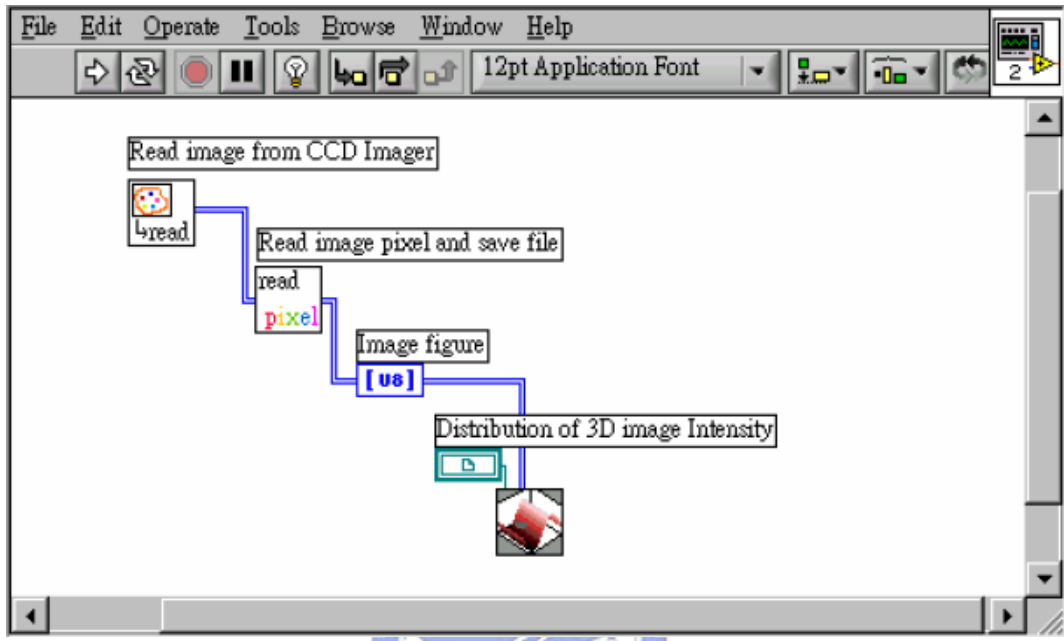 File Edit Operate Tools Browse Window Help
12pt Application Font
2
Read image from CCD Imager
read
Read image pixel and save file
read
pixel
Image figure
[U8]
Distribution of 3D image Intensity